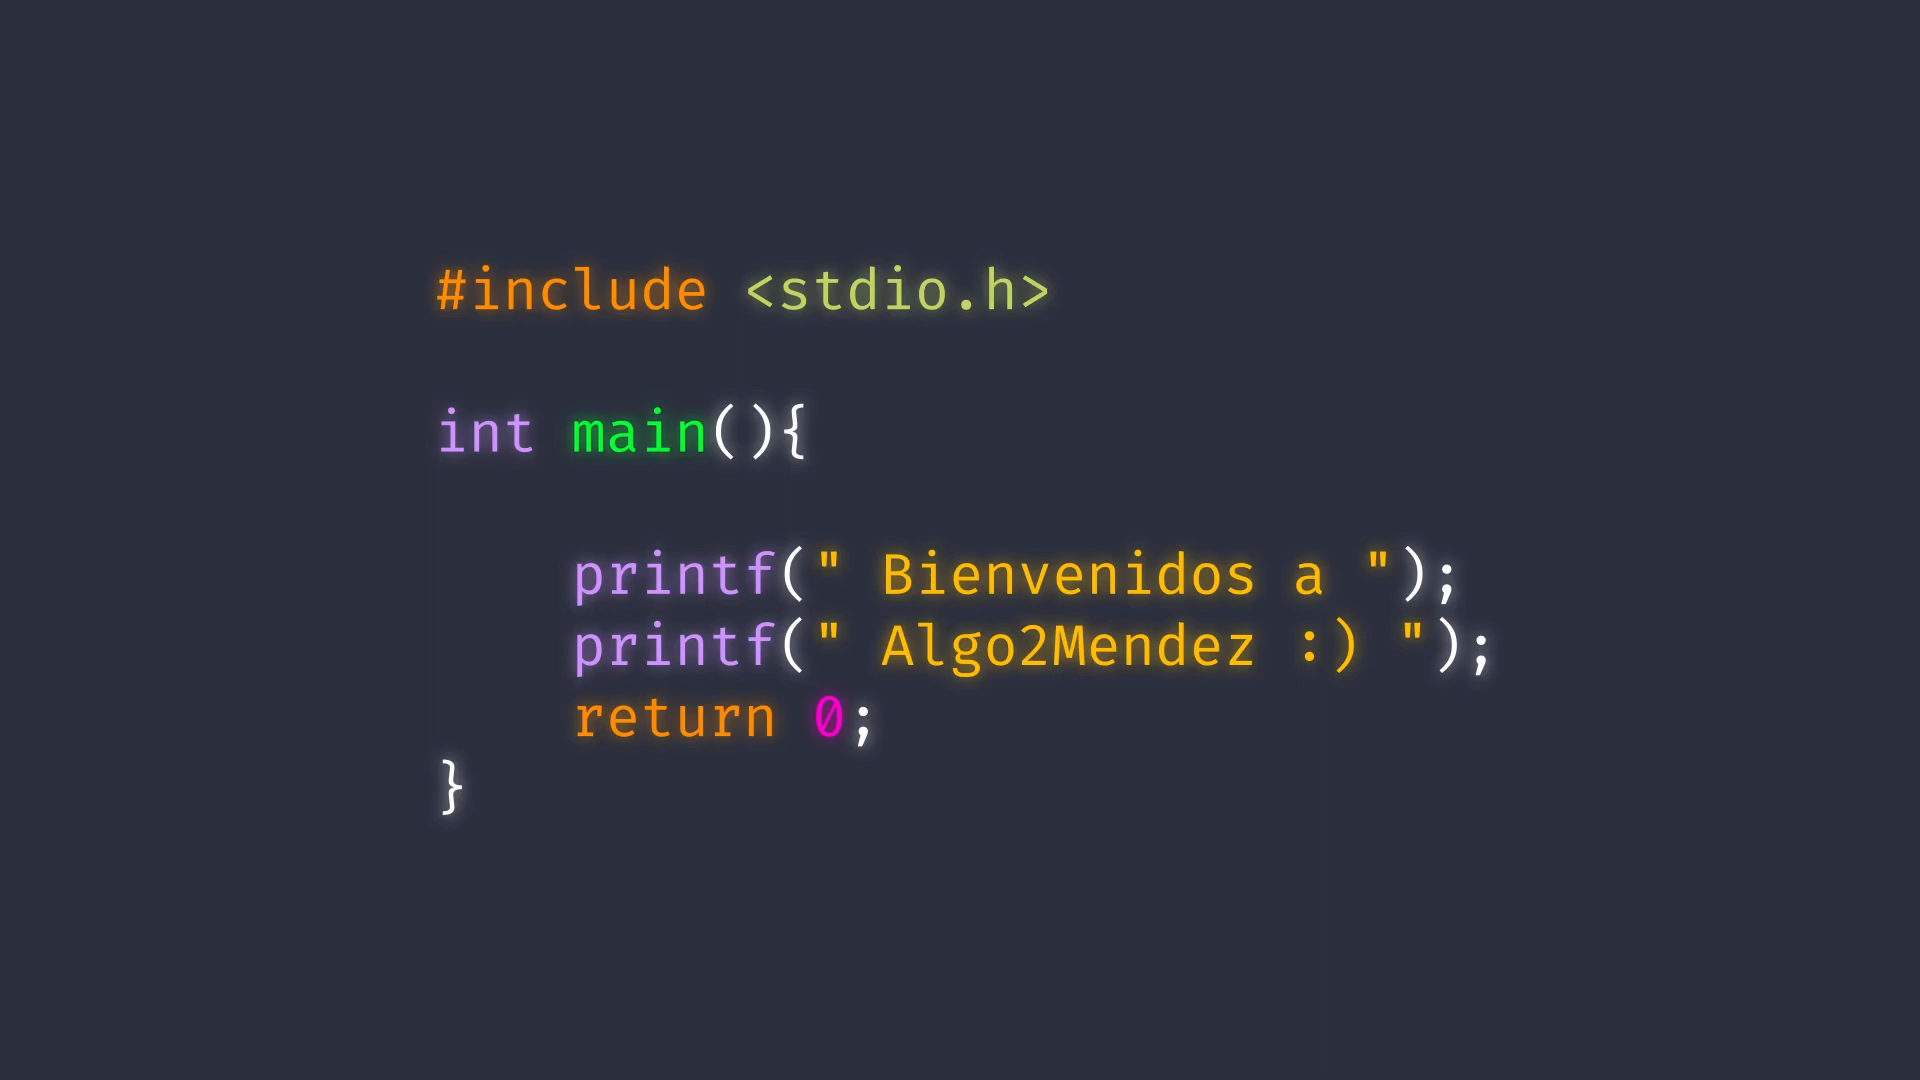 #include <stdio.h>
int main(){
printf(" Bienvenidos a ");
printf(" Algo2Mendez :) ");
return 0;
}